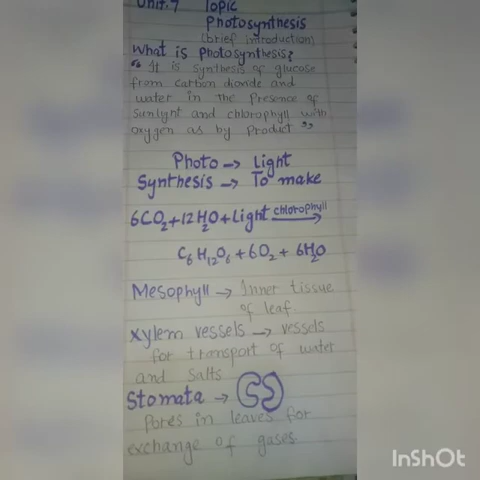 Unit.7 Topic
Photosynthesis
(brief introduction)
What is Photosynthesis?
"It is synthesis of glucose
from carbon dioxide and
water in the Presence of
Sunlight and chlorophyll with
oxygen as by Product"
Photo → Light
Synthesis → To make
6CO₂+12H₂O+Light chlorophyll→
C₆H₁₂O₆+6O₂+6H₂O
Mesophyll → Inner tissue
of leaf.
Xylem vessels → vessels
for transport of water
and Salts
Stomata →
Pores in leaves for
exchange of gases.
InShOt